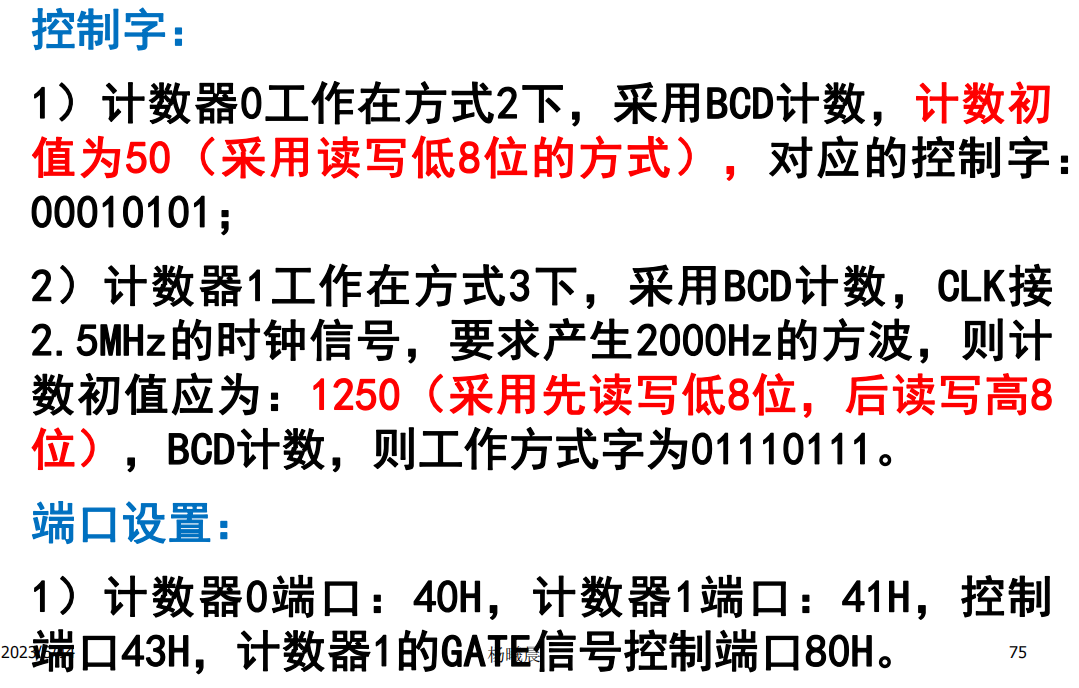 控制字：
1）计数器0工作在方式2下，采用BCD计数，计数初
值为50（采用读写低8位的方式），对应的控制字：
00010101；
2）计数器1工作在方式3下，采用BCD计数，CLK接
2.5MHz的时钟信号，要求产生2000Hz的方波，则计
数初值应为：1250（采用先读写低8位，后读写高8
位），BCD计数，则工作方式字为01110111。
端口设置：
1）计数器0端口：40H，计数器1端口：41H，控制
端口43H，计数器1的GATE信号控制端口80H。
杨曦晨
75